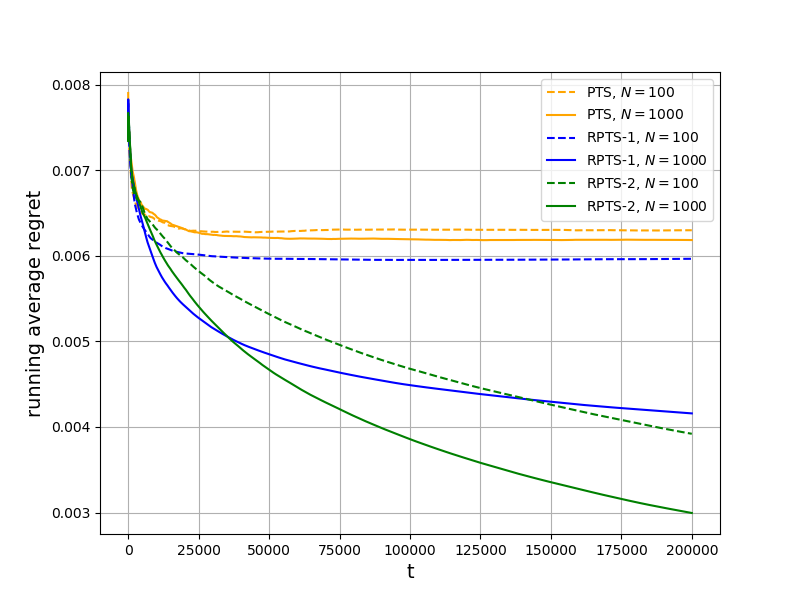 0.008
0.007
0.006
0.005
0.004
0.003
running average regret
PTS, N = 100
PTS, N = 1000
RPTS-1, N = 100
RPTS-1, N = 1000
RPTS-2, N = 100
RPTS-2, N = 1000
0 25000 50000 75000 100000 125000 150000 175000 200000
t